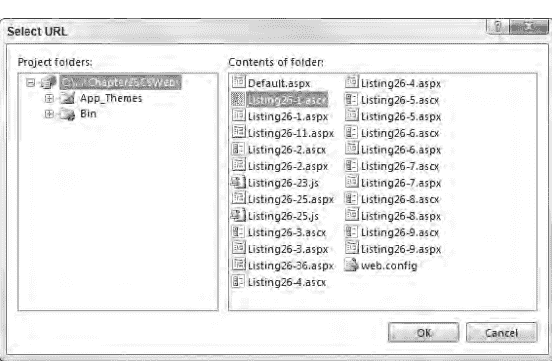 Select URL
Project folders:
Contents of folder:
App_Themes
Bin
Default.aspx
Listing26-1.ascx
Listing26-1.aspx
Listing26-11.aspx
Listing26-2.ascx
Listing26-2.aspx
Listing26-23.js
Listing26-25.aspx
Listing26-25.js
Listing26-3.ascx
Listing26-3.aspx
Listing26-36.aspx
Listing26-4.ascx
Listing26-4.aspx
Listing26-5.ascx
Listing26-5.aspx
Listing26-6.ascx
Listing26-6.aspx
Listing26-7.ascx
Listing26-7.aspx
Listing26-8.ascx
Listing26-8.aspx
Listing26-9.ascx
Listing26-9.aspx
web.config
OK
Cancel